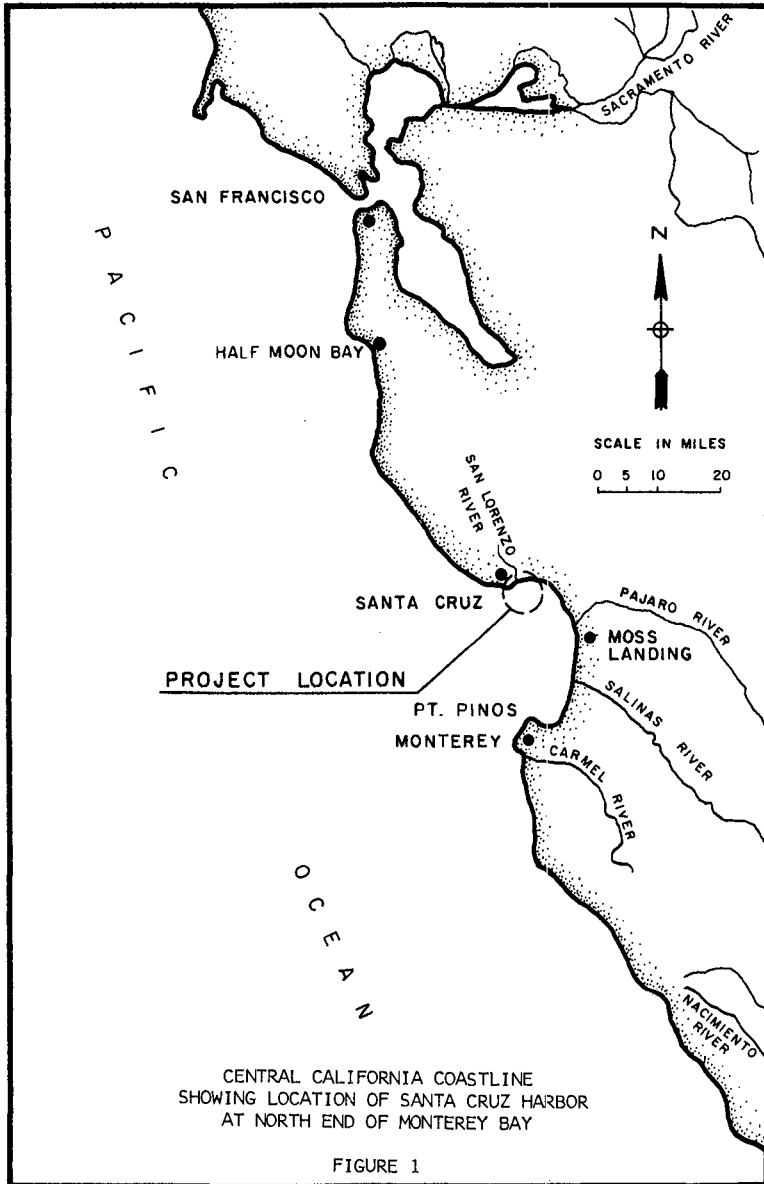 SACRAMENTO RIVER
SAN FRANCISCO
PACIFIC
N
HALF MOON BAY
SCALE IN MILES
0 5 10 20
SAN LORENZO
RIVER
SANTA CRUZ
PAJARO RIVER
MOSS
LANDING
PROJECT LOCATION
PT. PINOS
SALINAS RIVER
MONTEREY
CARMEL RIVER
OCEAN
NACIMIENTO
RIVER
CENTRAL CALIFORNIA COASTLINE
SHOWING LOCATION OF SANTA CRUZ HARBOR
AT NORTH END OF MONTEREY BAY
FIGURE 1